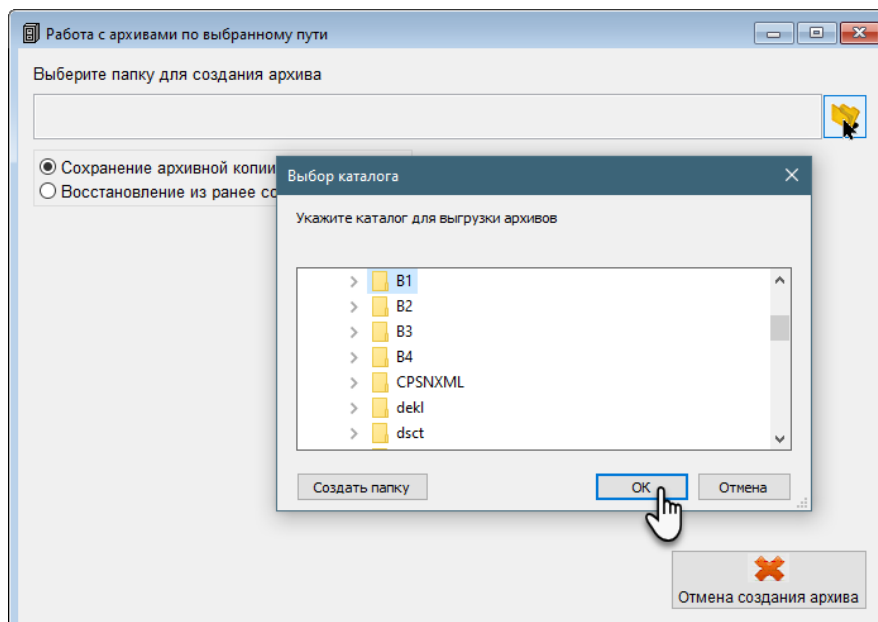 Работа с архивами по выбранному пути
Выберите папку для создания архива
Сохранение архивной копии
Восстановление из ранее
Выбор каталога
Укажите каталог для выгрузки архивов
B1
B2
B3
B4
CPSNXML
dekl
dsct
Создать папку
OK
Отмена
Отмена создания архива